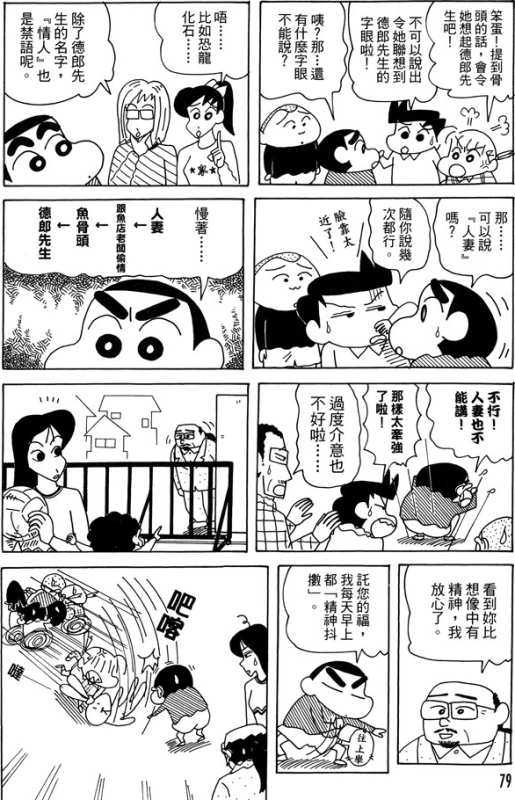 笨蛋！提到骨
頭的話，會令
她想起德郎先
生吧！
不可以說出
令她聯想到
德郎先生的
字眼啦！
咦？那…還
有什麼字眼
不能說？
唔……
比如恐龍
化石……
除了德郎先
生的名字，
『情人』也
是禁語呢。
那……
可以說
『人妻』
嗎？
隨你說幾
次都行。
臉靠太
近了！
慢著……
人妻
↓
跟魚店老闆偷情
↓
魚骨頭
↓
德郎先生
不行！
人妻也不
能講！
那樣太牽強
了啦！
過度介意也
不好啦……
看到妳比
想像中有
精神，我
放心了。
託您的福，
我每天早上
都「精神抖
擻」。
往上舉
吧喀
噠
79